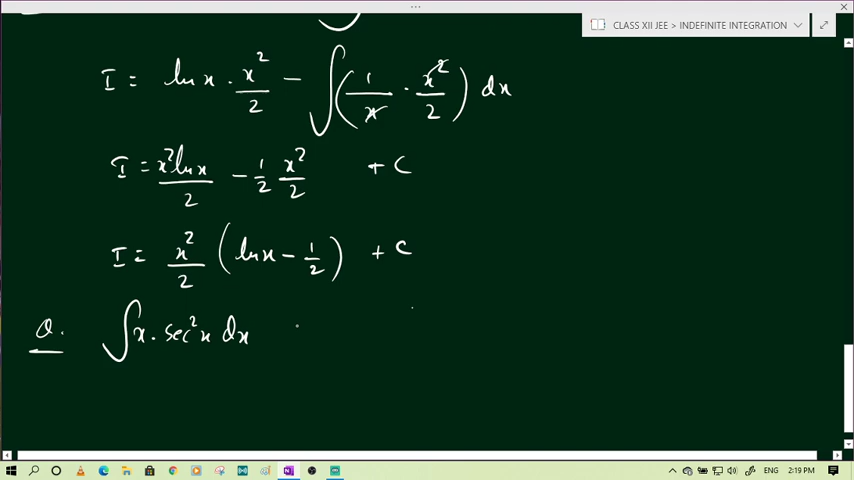 CLASS XII JEE > INDEFINITE INTEGRATION
I = ln x · x²/2 − ∫(1/x · x²/2) dx
I = x² ln x/2 − 1/2 x²/2 + C
I = x²/2 (ln x − 1/2) + C
Q. ∫x · sec²x dx
ENG 2:19 PM